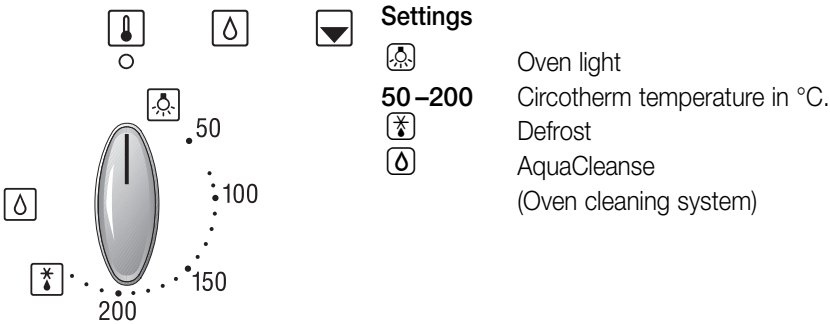 Settings
Oven light
50–200 Circotherm temperature in °C.
Defrost
AquaCleanse
(Oven cleaning system)
50
100
150
200